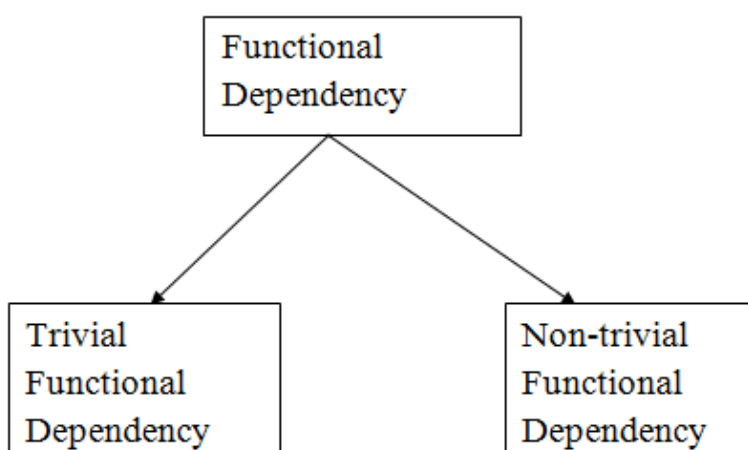 Functional
Dependency
Trivial
Functional
Dependency
Non-trivial
Functional
Dependency